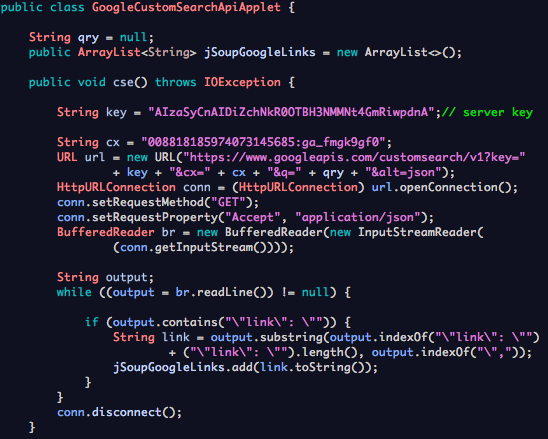 public class GoogleCustomSearchApiApplet {
String qry = null;
public ArrayList<String> jSoupGoogleLinks = new ArrayList<>();
public void cse() throws IOException {
String key = "AIzaSyCnAIDiZchNkR0OTBH3NMMNt4GmRiwpdnA";// server key
String cx = "008818185974073145685:ga_fmgk9gf0";
URL url = new URL("https://www.googleapis.com/customsearch/v1?key="
+ key + "&cx=" + cx + "&q=" + qry + "&alt=json");
HttpURLConnection conn = (HttpURLConnection) url.openConnection();
conn.setRequestMethod("GET");
conn.setRequestProperty("Accept", "application/json");
BufferedReader br = new BufferedReader(new InputStreamReader(
(conn.getInputStream())));
String output;
while ((output = br.readLine()) != null) {
if (output.contains("\"link\": \"")) {
String link = output.substring(output.indexOf("\"link\": \"")
+ ("\"link\": \"").length(), output.indexOf("\","));
jSoupGoogleLinks.add(link.toString());
}
}
conn.disconnect();
}